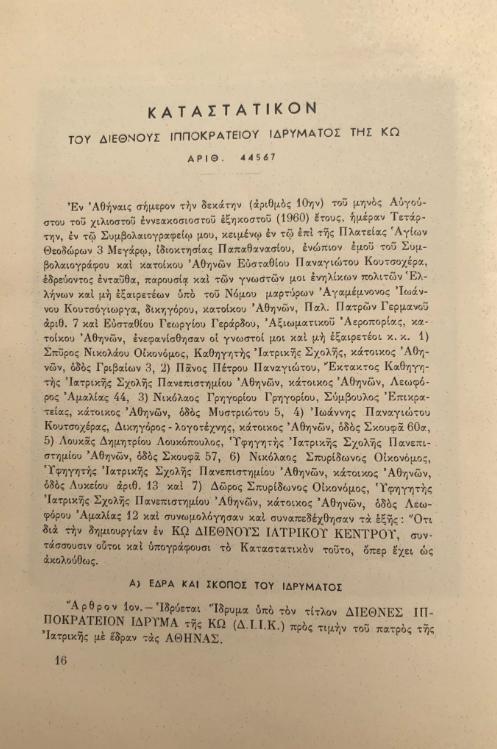 ΚΑΤΑΣΤΑΤΙΚΟΝ
ΤΟΥ ΔΙΕΘΝΟΥΣ ΙΠΠΟΚΡΑΤΕΙΟΥ ΙΔΡΥΜΑΤΟΣ ΤΗΣ ΚΩ
ΑΡΙΘ. 44567
Ἐν Ἀθήναις σήμερον τὴν δεκάτην (ἀριθμὸς 10ην) τοῦ μηνὸς Αὐγού-
στου τοῦ χιλιοστοῦ ἐννεακοσιοστοῦ ἑξηκοστοῦ (1960) ἔτους, ἡμέραν Τετάρ-
την, ἐν τῷ Συμβολαιογραφείῳ μου, κειμένῳ ἐν τῷ ἐπὶ τῆς Πλατείας Ἁγίων
Θεοδώρων 3 Μεγάρῳ, ἰδιοκτησίας Παπαθανασίου, ἐνώπιον ἐμοῦ τοῦ Συμ-
βολαιογράφου καὶ κατοίκου Ἀθηνῶν Εὐσταθίου Παναγιώτου Κουτσοχέρα,
ἑδρεύοντος ἐνταῦθα, παρουσίᾳ καὶ τῶν γνωστῶν μοι ἐνηλίκων πολιτῶν Ἑλ-
λήνων καὶ μὴ ἐξαιρετέων ὑπὸ τοῦ Νόμου μαρτύρων Ἀγαμέμνονος Ἰωάν-
νου Κουτσόγιωργα, δικηγόρου, κατοίκου Ἀθηνῶν, Παλ. Πατρῶν Γερμανοῦ
ἀριθ. 7 καὶ Εὐσταθίου Γεωργίου Γεράρδου, Ἀξιωματικοῦ Ἀεροπορίας, κα-
τοίκου Ἀθηνῶν, ἐνεφανίσθησαν οἱ γνωστοί μοι καὶ μὴ ἐξαιρετέοι κ. κ. 1)
Σπῦρος Νικολάου Οἰκονόμος, Καθηγητὴς Ἰατρικῆς Σχολῆς, κάτοικος Ἀθη-
νῶν, ὁδὸς Γριβαίων 3, 2) Πᾶνος Πέτρου Παναγιώτου, Ἔκτακτος Καθηγη-
τὴς Ἰατρικῆς Σχολῆς Πανεπιστημίου Ἀθηνῶν, κάτοικος Ἀθηνῶν, Λεωφό-
ρος Ἀμαλίας 44, 3) Νικόλαος Γρηγορίου Γρηγορίου, Σύμβουλος Ἐπικρα-
τείας, κάτοικος Ἀθηνῶν, ὁδὸς Μυστριώτου 5, 4) Ἰωάννης Παναγιώτου
Κουτσοχέρας, Δικηγόρος - λογοτέχνης, κάτοικος Ἀθηνῶν, ὁδὸς Σκουφᾶ 60α,
5) Λουκᾶς Δημητρίου Λουκόπουλος, Ὑφηγητὴς Ἰατρικῆς Σχολῆς Πανεπι-
στημίου Ἀθηνῶν, ὁδὸς Σκουφᾶ 57, 6) Νικόλαος Σπυρίδωνος Οἰκονόμος,
Ὑφηγητὴς Ἰατρικῆς Σχολῆς Πανεπιστημίου Ἀθηνῶν, κάτοικος Ἀθηνῶν,
ὁδὸς Λυκείου ἀριθ. 13 καὶ 7) Δῶρος Σπυρίδωνος Οἰκονόμος, Ὑφηγητὴς
Ἰατρικῆς Σχολῆς Πανεπιστημίου Ἀθηνῶν, κάτοικος Ἀθηνῶν, ὁδὸς Λεω-
φόρου Ἀμαλίας 12 καὶ συνωμολόγησαν καὶ συναπεδέχθησαν τὰ ἑξῆς: Ὅτι
διὰ τὴν δημιουργίαν ἐν ΚΩ ΔΙΕΘΝΟΥΣ ΙΑΤΡΙΚΟΥ ΚΕΝΤΡΟΥ, συν-
τάσσουσιν οὗτοι καὶ ὑπογράφουσι τὸ Καταστατικὸν τοῦτο, ὅπερ ἔχει ὡς
ἀκολούθως.
Α) ΕΔΡΑ ΚΑΙ ΣΚΟΠΟΣ ΤΟΥ ΙΔΡΥΜΑΤΟΣ
Ἄρθρον 1ον.— Ἱδρύεται Ἵδρυμα ὑπὸ τὸν τίτλον ΔΙΕΘΝΕΣ ΙΠ-
ΠΟΚΡΑΤΕΙΟΝ ΙΔΡΥΜΑ τῆς ΚΩ (Δ.Ι.Ι.Κ.) πρὸς τιμὴν τοῦ πατρὸς τῆς
Ἰατρικῆς μὲ ἕδραν τὰς ΑΘΗΝΑΣ.
16